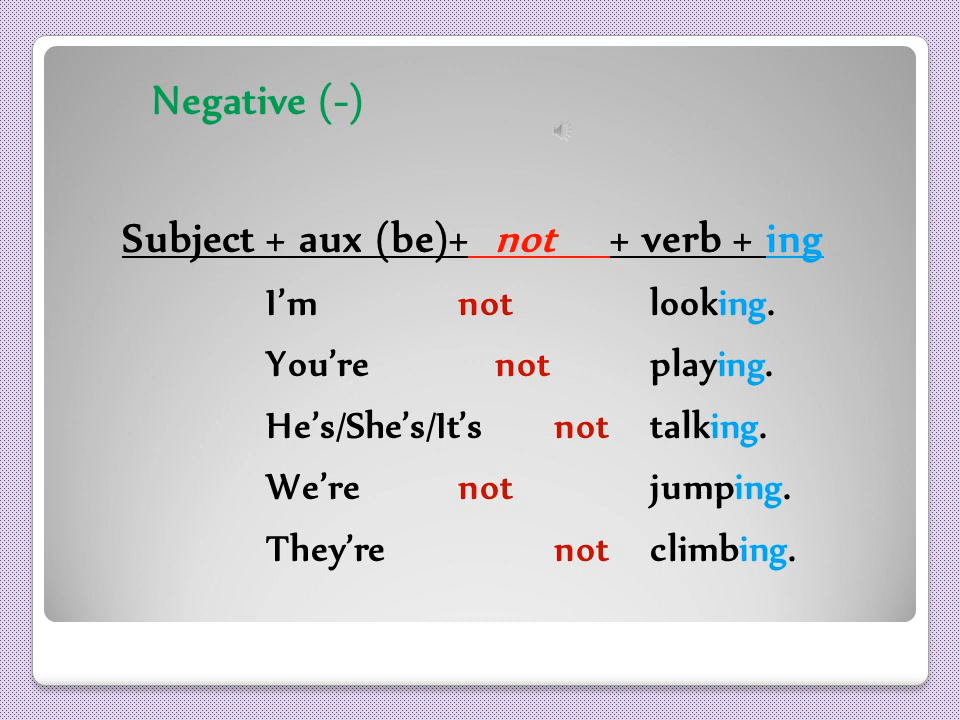 Negative (-)
Subject + aux (be)+ not + verb + ing
I’m not looking.
You’re not playing.
He’s/She’s/It’s not talking.
We’re not jumping.
They’re not climbing.